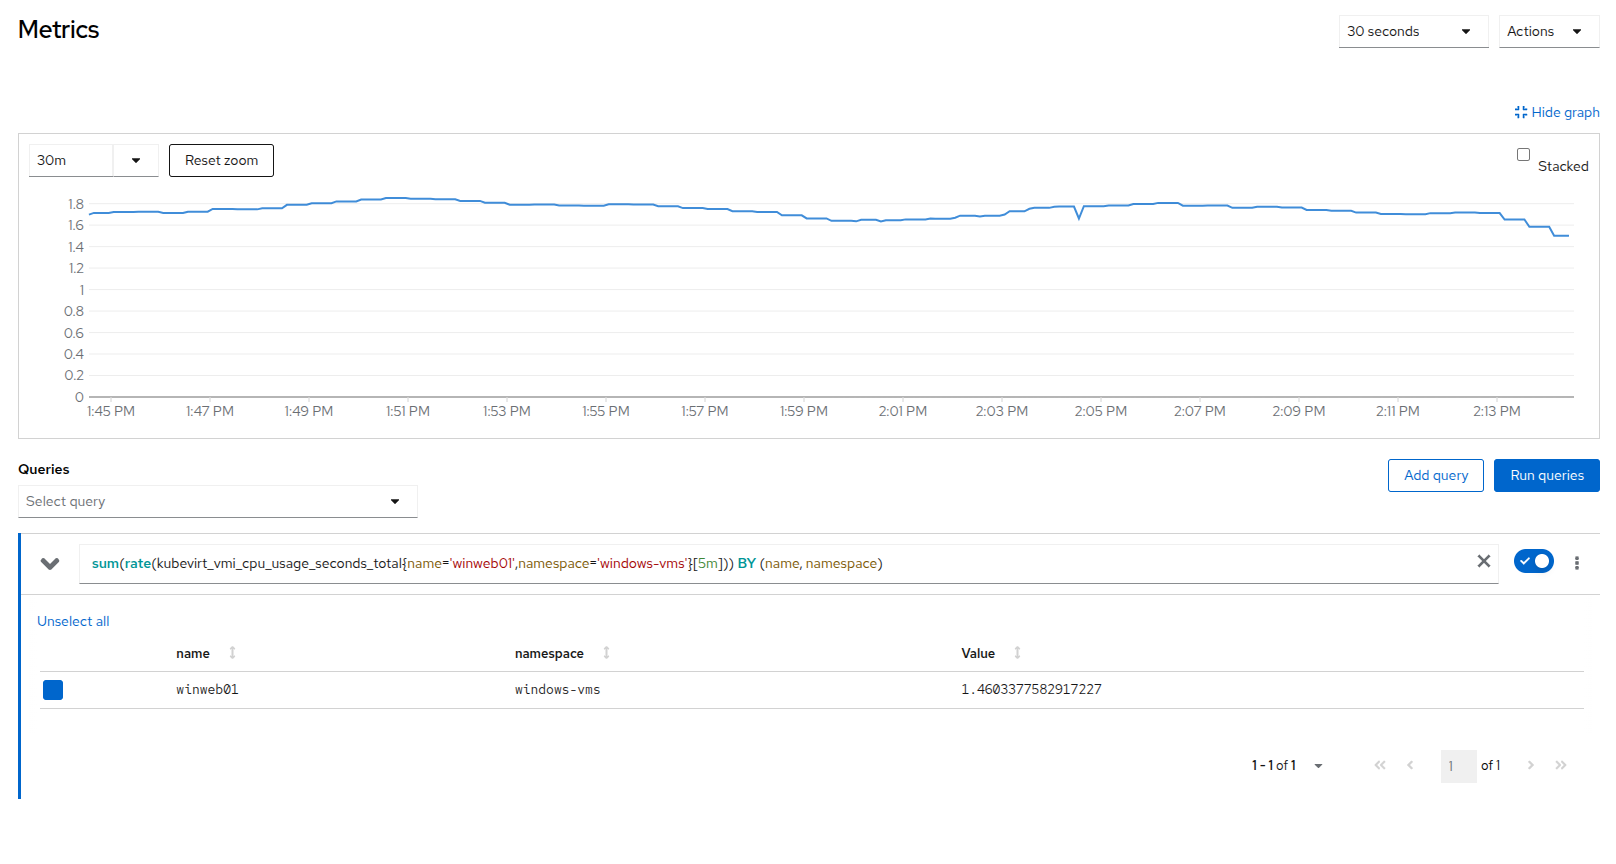 Metrics
30 seconds
Actions
Hide graph
30m
Reset zoom
Stacked
1.8
1.6
1.4
1.2
1
0.8
0.6
0.4
0.2
0
1:45 PM 1:47 PM 1:49 PM 1:51 PM 1:53 PM 1:55 PM 1:57 PM 1:59 PM 2:01 PM 2:03 PM 2:05 PM 2:07 PM 2:09 PM 2:11 PM 2:13 PM
Queries
Select query
Add query
Run queries
sum(rate(kubevirt_vmi_cpu_usage_seconds_total{name='winweb01',namespace='windows-vms'}[5m])) BY (name, namespace)
Unselect all
name namespace Value
winweb01 windows-vms 1.4603377582917227
1 - 1 of 1
1 of 1